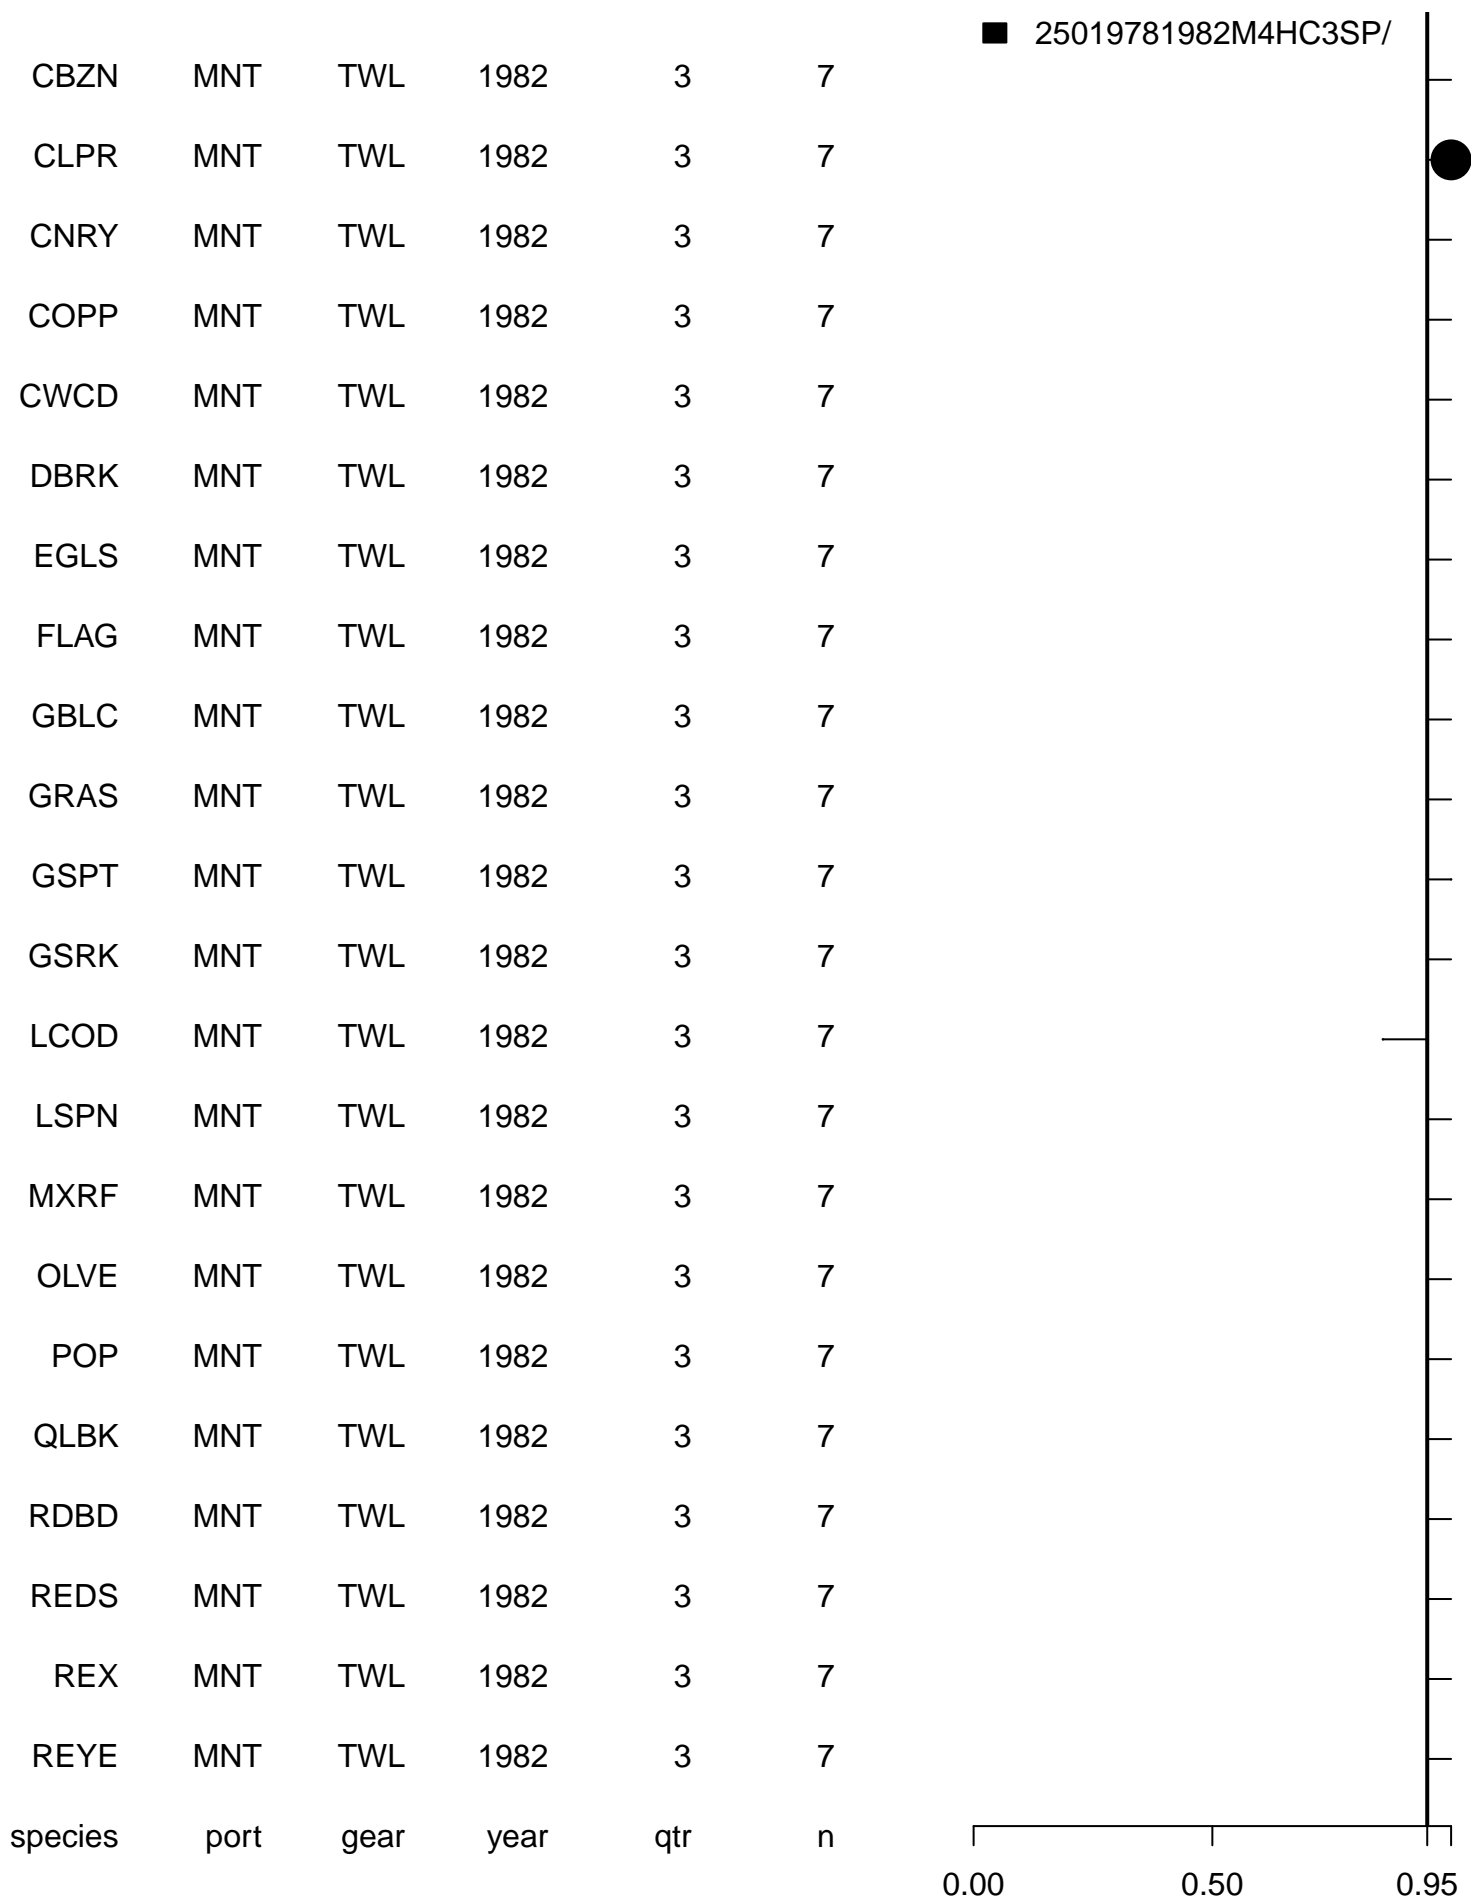 25019781982M4HC3SP/
CBZN MNT TWL 1982 3 7
CLPR MNT TWL 1982 3 7
CNRY MNT TWL 1982 3 7
COPP MNT TWL 1982 3 7
CWCD MNT TWL 1982 3 7
DBRK MNT TWL 1982 3 7
EGLS MNT TWL 1982 3 7
FLAG MNT TWL 1982 3 7
GBLC MNT TWL 1982 3 7
GRAS MNT TWL 1982 3 7
GSPT MNT TWL 1982 3 7
GSRK MNT TWL 1982 3 7
LCOD MNT TWL 1982 3 7
LSPN MNT TWL 1982 3 7
MXRF MNT TWL 1982 3 7
OLVE MNT TWL 1982 3 7
POP MNT TWL 1982 3 7
QLBK MNT TWL 1982 3 7
RDBD MNT TWL 1982 3 7
REDS MNT TWL 1982 3 7
REX MNT TWL 1982 3 7
REYE MNT TWL 1982 3 7
species port gear year qtr n
0.00 0.50 0.95